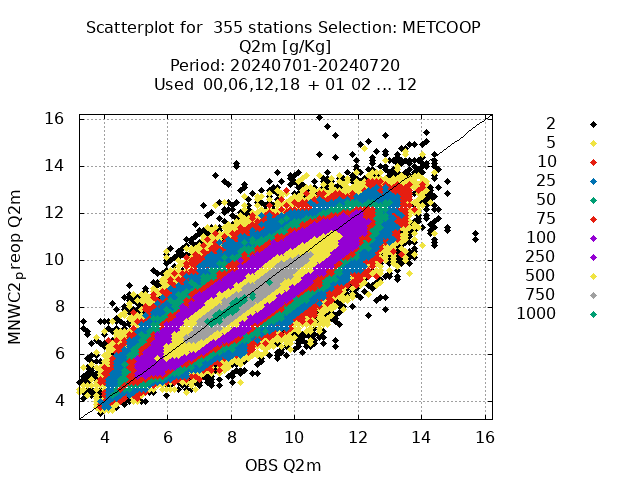 Scatterplot for  355 stations Selection: METCOOP
Q2m [g/Kg]
Period: 20240701-20240720
Used  00,06,12,18 + 01 02 ... 12
MNWC2preop Q2m
16
14
12
10
8
6
4
4 6 8 10 12 14 16
OBS Q2m
2
5
10
25
50
75
100
250
500
750
1000